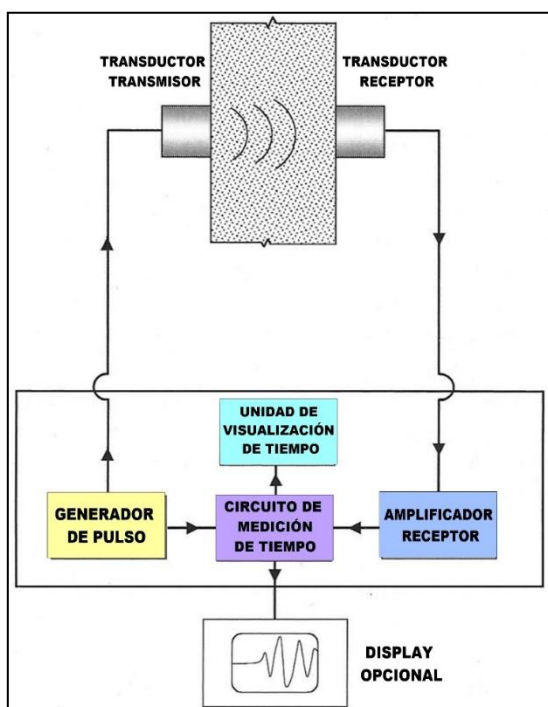 TRANSDUCTOR
TRANSMISOR
TRANSDUCTOR
RECEPTOR
UNIDAD DE
VISUALIZACIÓN
DE TIEMPO
GENERADOR
DE PULSO
CIRCUITO DE
MEDICIÓN
DE TIEMPO
AMPLIFICADOR
RECEPTOR
DISPLAY
OPCIONAL